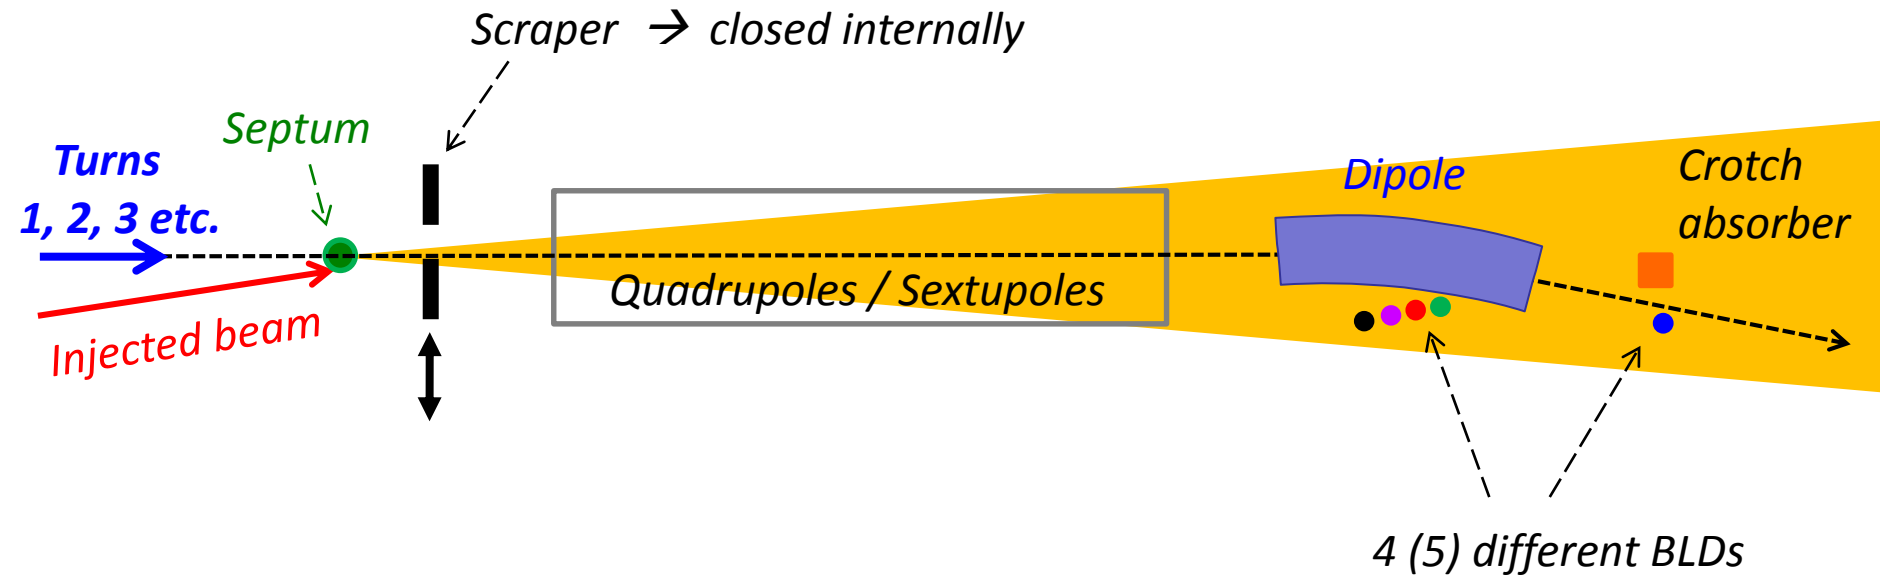 Scraper → closed internally
Septum
Turns
1, 2, 3 etc.
Injected beam
Quadrupoles / Sextupoles
Dipole
Crotch
absorber
4 (5) different BLDs